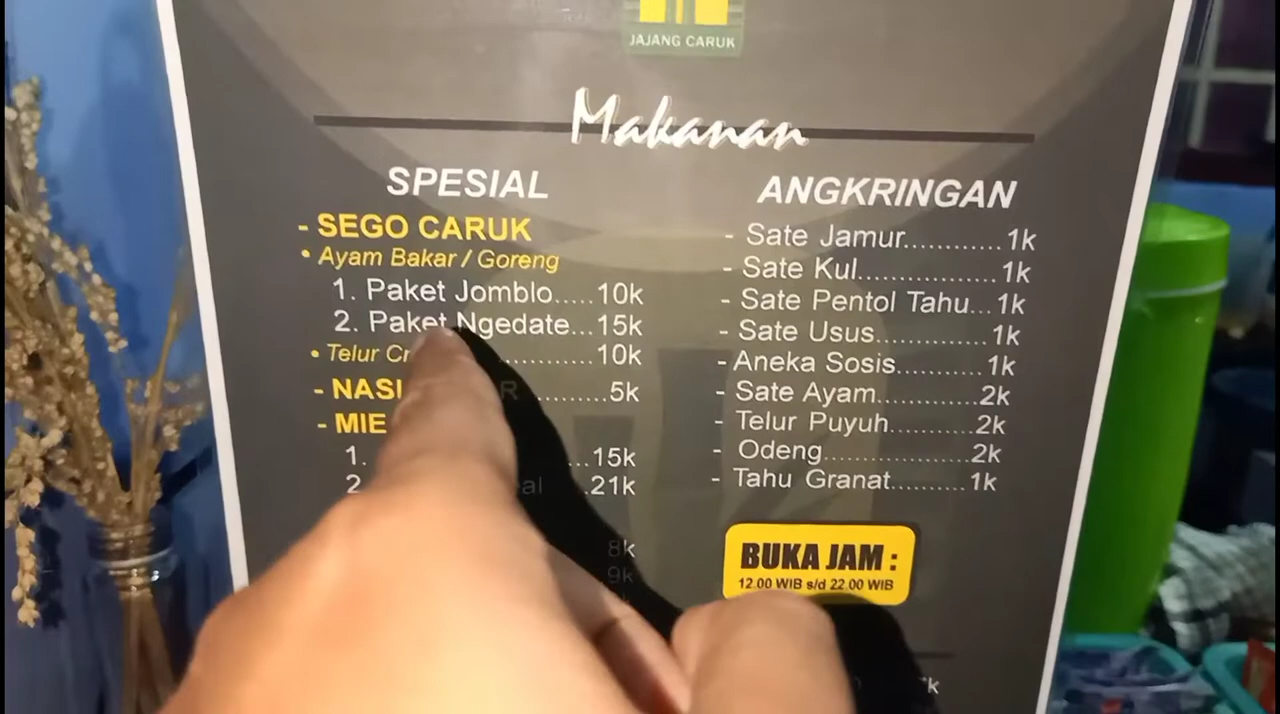 JAJANG CARUK
Makanan
SPESIAL
- SEGO CARUK
• Ayam Bakar / Goreng
1. Paket Jomblo.....10k
2. Paket Ngedate...15k
• Telur ...........10k
- NASI .........5k
- MIE
1. ...15k
2 .21k
8k
9k
ANGKRINGAN
- Sate Jamur............1k
- Sate Kul..................1k
- Sate Pentol Tahu...1k
- Sate Usus...............1k
- Aneka Sosis...........1k
- Sate Ayam.............2k
- Telur Puyuh...........2k
- Odeng...................2k
- Tahu Granat..........1k
BUKA JAM :
12.00 WIB s/d 22.00 WIB